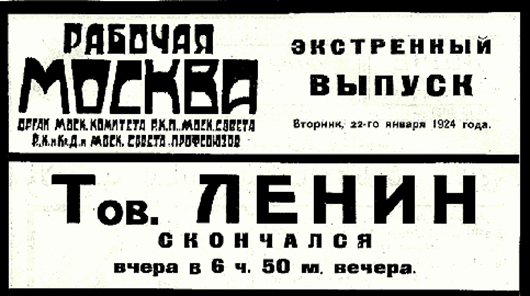 РАБОЧАЯ
МОСКВА
ОРГАН МОСК. КОМИТЕТА Р.К.П., МОСК. СОВЕТА
Р.К. и К.Д. и МОСК. СОВЕТА ПРОФСОЮЗОВ
ЭКСТРЕННЫЙ
ВЫПУСК
Вторник, 22-го января 1924 года.
Тов. ЛЕНИН
СКОНЧАЛСЯ
вчера в 6 ч. 50 м. вечера.